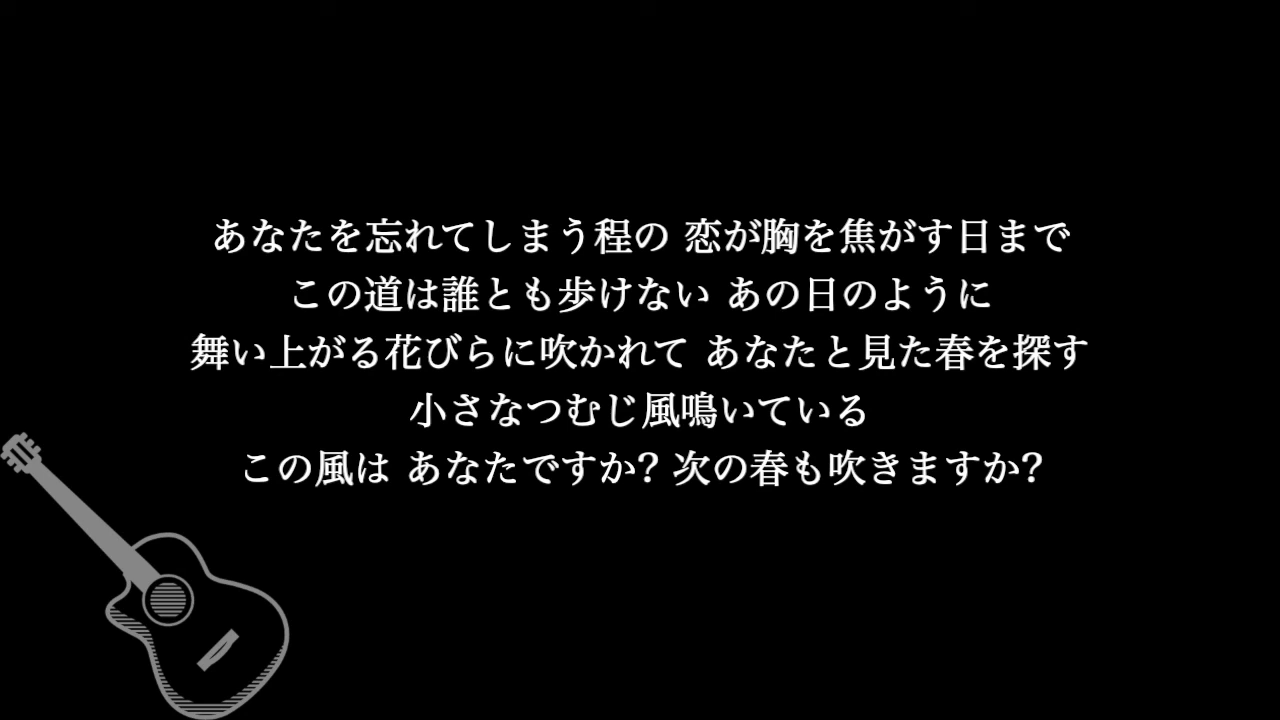 あなたを忘れてしまう程の 恋が胸を焦がす日まで
この道は誰とも歩けない あの日のように
舞い上がる花びらに吹かれて あなたと見た春を探す
小さなつむじ風鳴いている
この風は あなたですか? 次の春も吹きますか?